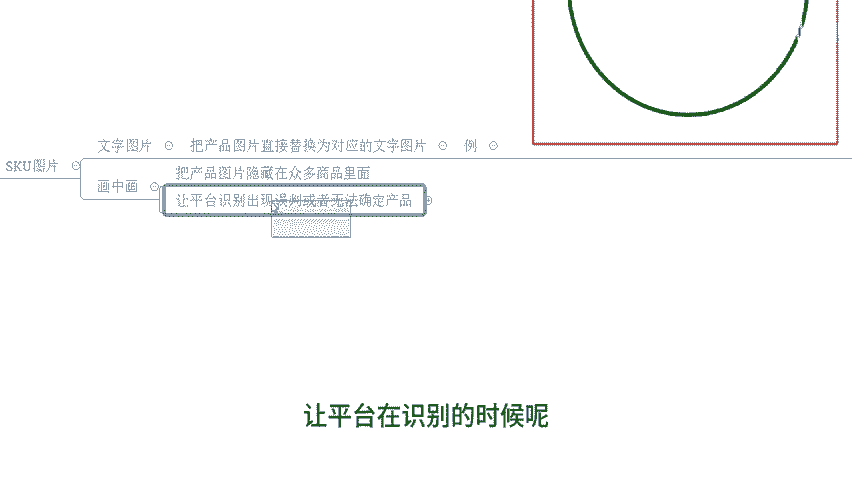 文字图片 把产品图片直接替换为对应的文字图片 例
SKU图片
把产品图片隐藏在众多商品里面
画中画
让平台识别出现误判或者无法确定产品
让平台在识别的时候呢